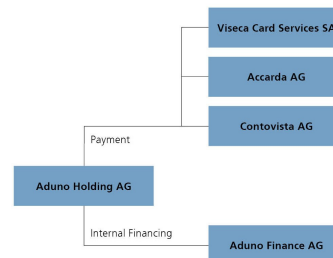 Viseca Card Services SA
Accarda AG
Contovista AG
Payment
Aduno Holding AG
Internal Financing
Aduno Finance AG